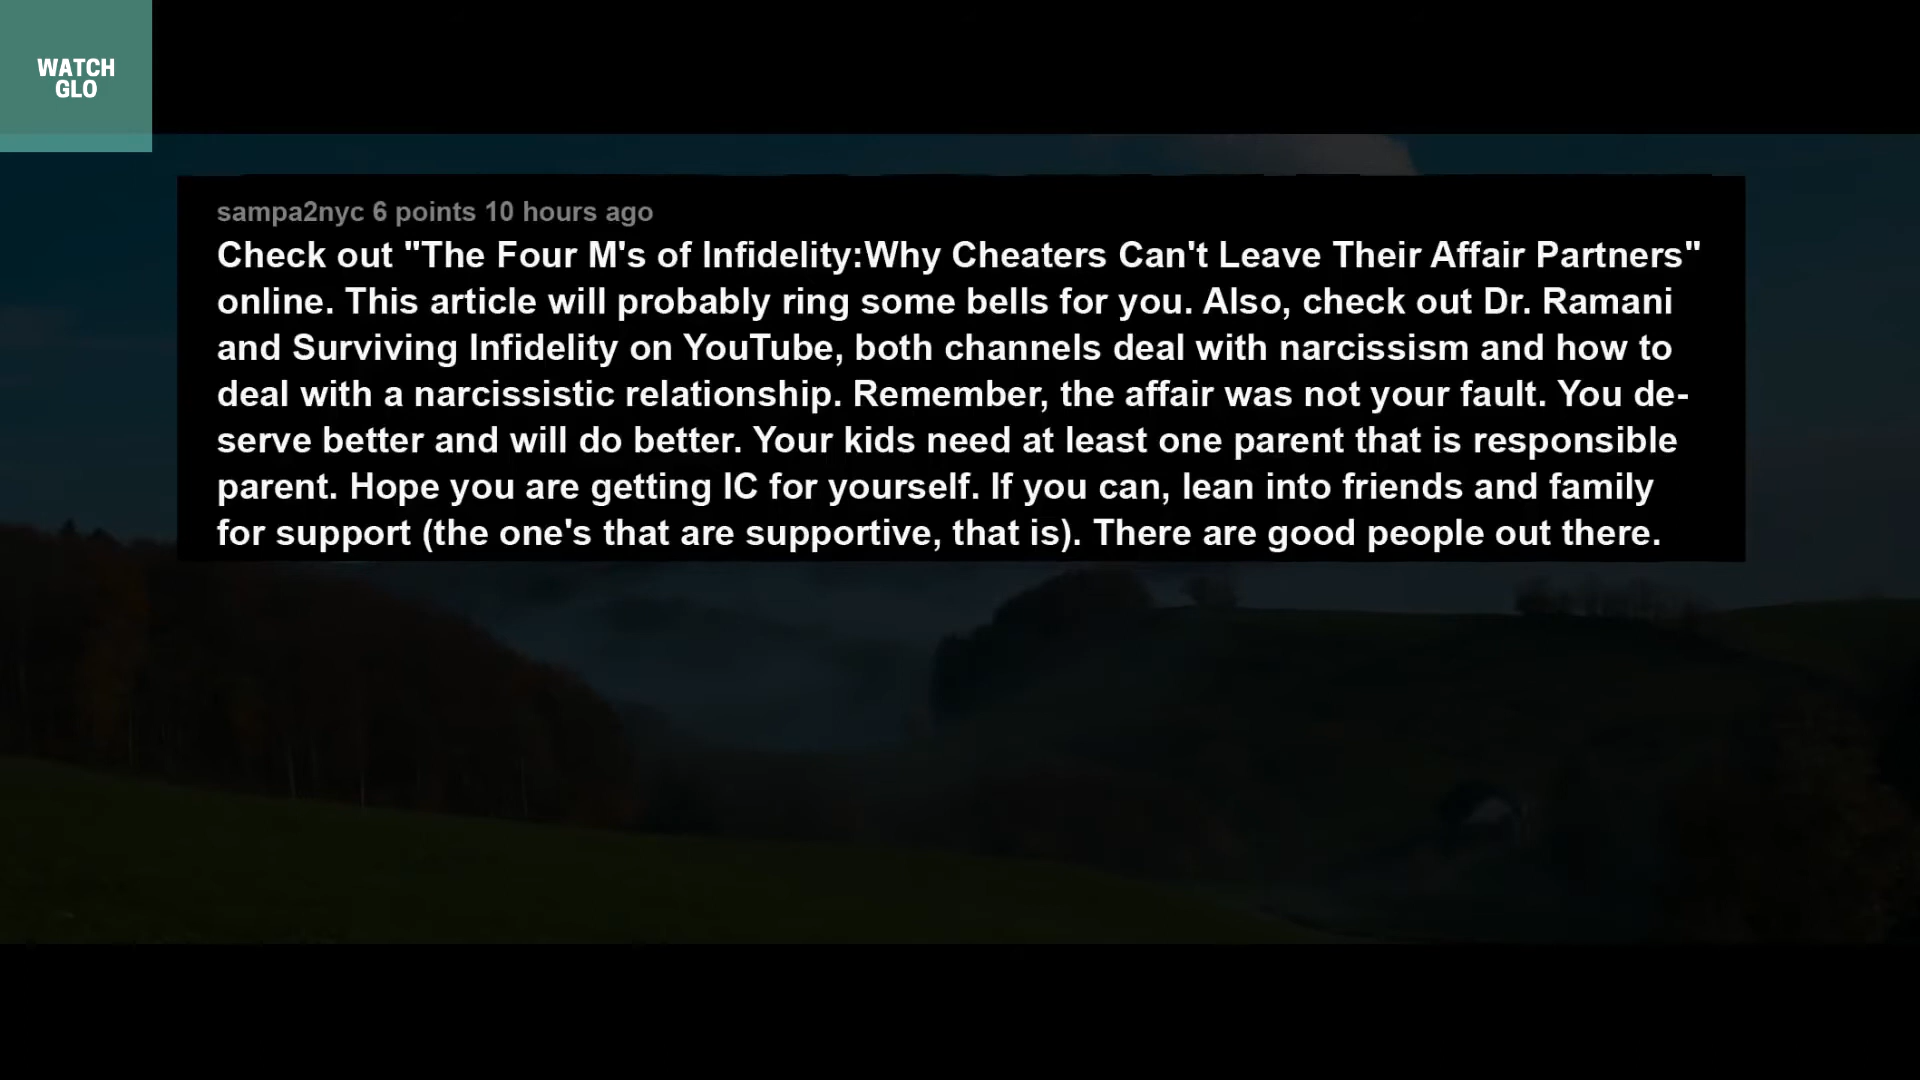 WATCH
GLO
sampa2nyc 6 points 10 hours ago
Check out "The Four M's of Infidelity:Why Cheaters Can't Leave Their Affair Partners"
online. This article will probably ring some bells for you. Also, check out Dr. Ramani
and Surviving Infidelity on YouTube, both channels deal with narcissism and how to
deal with a narcissistic relationship. Remember, the affair was not your fault. You de-
serve better and will do better. Your kids need at least one parent that is responsible
parent. Hope you are getting IC for yourself. If you can, lean into friends and family
for support (the one's that are supportive, that is). There are good people out there.